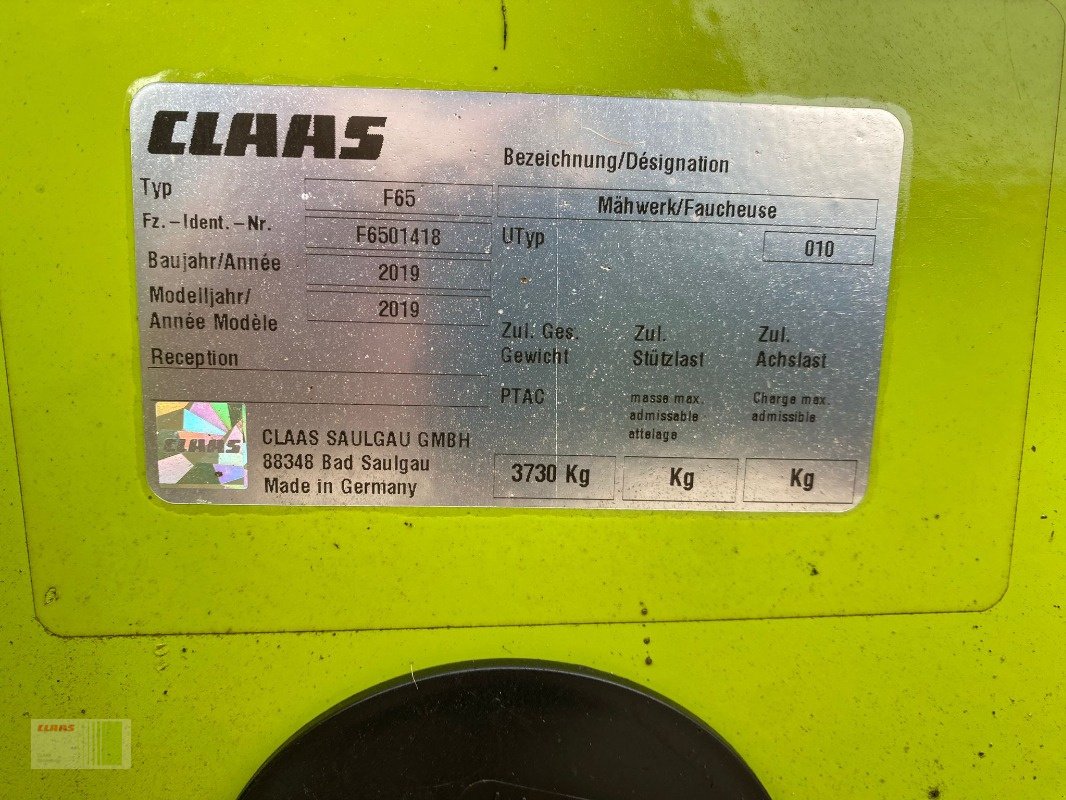 CLAAS
Bezeichnung/Désignation
Typ F65 Mähwerk/Faucheuse
Fz.-Ident.-Nr. F6501418 UTyp 010
Baujahr/Année 2019
Modelljahr/
Année Modèle 2019
Reception
Zul. Ges. Zul. Zul.
Gewicht Stützlast Achslast
PTAC masse max. Charge max.
admissable admissible
attelage
CLAAS
CLAAS SAULGAU GMBH
88348 Bad Saulgau
Made in Germany
3730 Kg Kg Kg
CLAAS